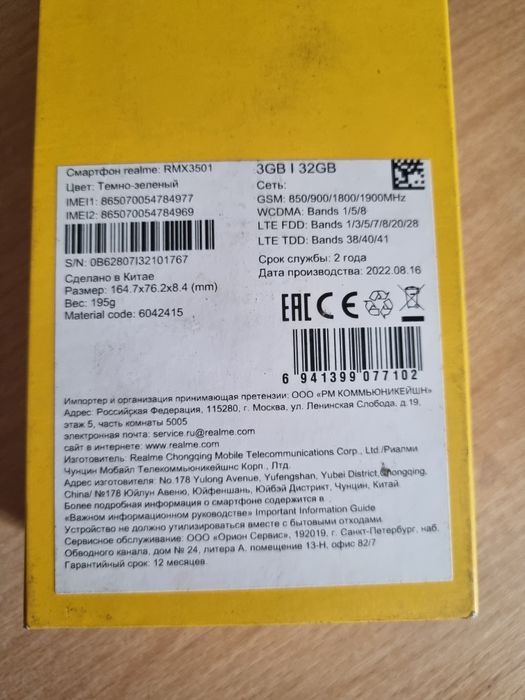 Смартфон realme: RMX3501
Цвет: Темно-зеленый
IMEI1: 865070054784977
IMEI2: 865070054784969
S/N: 0B62807I32101767
Сделано в Китае
Размер: 164.7x76.2x8.4 (mm)
Вес: 195g
Material code: 6042415
3GB I 32GB
Сеть:
GSM: 850/900/1800/1900MHz
WCDMA: Bands 1/5/8
LTE FDD: Bands 1/3/5/7/8/20/28
LTE TDD: Bands 38/40/41
Срок службы: 2 года
Дата производства: 2022.08.16
EAC CE
6 941399 077102
Импортер и организация принимающая претензии: ООО «РМ КОММЬЮНИКЕЙШН»
Адрес: Российская Федерация, 115280, г. Москва, ул. Ленинская Слобода, д.19,
этаж 5, часть комнаты 5005
электронная почта: service.ru@realme.com
сайт в интернете: www.realme.com
Изготовитель: Realme Chongqing Mobile Telecommunications Corp., Ltd./Риалми
Чунцин Мобайл Телекоммьюникейшнс Корп., Лтд.
Адрес изготовителя: No.178 Yulong Avenue, Yufengshan, Yubei District,Chongqing,
China/ №178 Юйлун Авеню, Юйфеншань, Юйбэй Дистрикт, Чунцин, Китай
Более подробная информация о смартфоне содержится в
«Важном информационном руководстве» Important Information Guide
Устройство не должно утилизироваться вместе с бытовыми отходами.
Сервисное обслуживание: ООО «Орион Сервис», 192019, г. Санкт-Петербург, наб.
Обводного канала, дом № 24, литера А, помещение 13-Н, офис 82/7
Гарантийный срок: 12 месяцев.